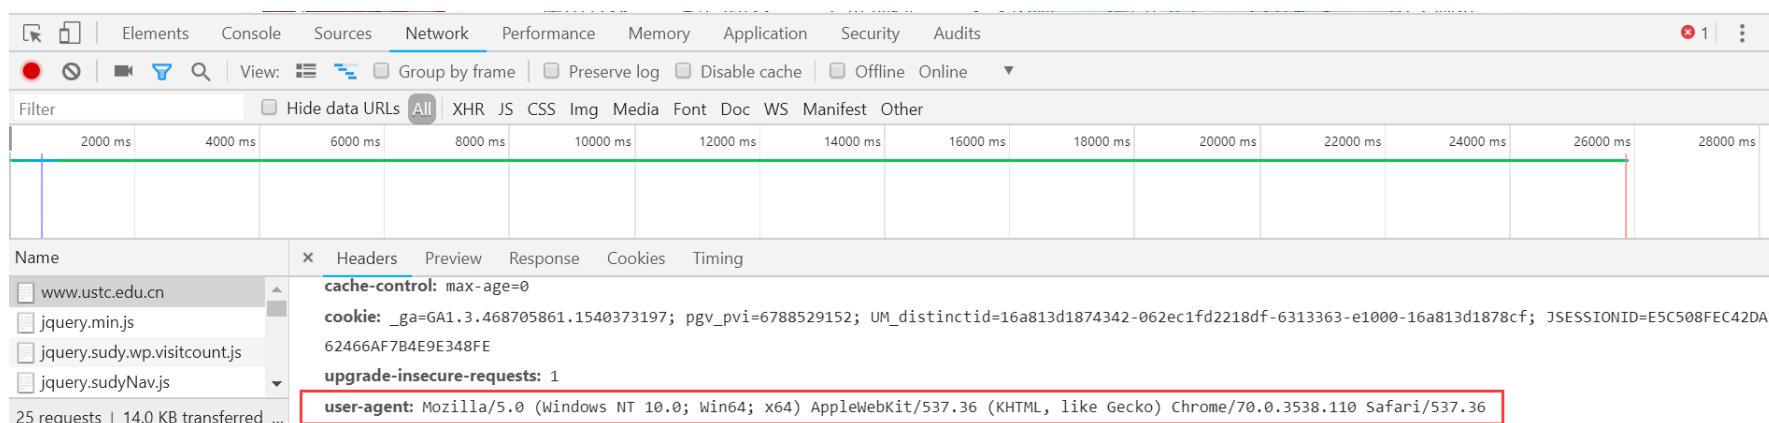 Elements Console Sources Network Performance Memory Application Security Audits 1
View: Group by frame Preserve log Disable cache Offline Online
Filter Hide data URLs All XHR JS CSS Img Media Font Doc WS Manifest Other
2000 ms 4000 ms 6000 ms 8000 ms 10000 ms 12000 ms 14000 ms 16000 ms 18000 ms 20000 ms 22000 ms 24000 ms 26000 ms 28000 ms
Name × Headers Preview Response Cookies Timing
www.ustc.edu.cn
jquery.min.js
jquery.sudy.wp.visitcount.js
jquery.sudyNav.js
25 requests | 14.0 KB transferred ...
cache-control: max-age=0
cookie: _ga=GA1.3.468705861.1540373197; pgv_pvi=6788529152; UM_distinctid=16a813d1874342-062ec1fd2218df-6313363-e1000-16a813d1878cf; JSESSIONID=E5C508FEC42DA
62466AF7B4E9E348FE
upgrade-insecure-requests: 1
user-agent: Mozilla/5.0 (Windows NT 10.0; Win64; x64) AppleWebKit/537.36 (KHTML, like Gecko) Chrome/70.0.3538.110 Safari/537.36